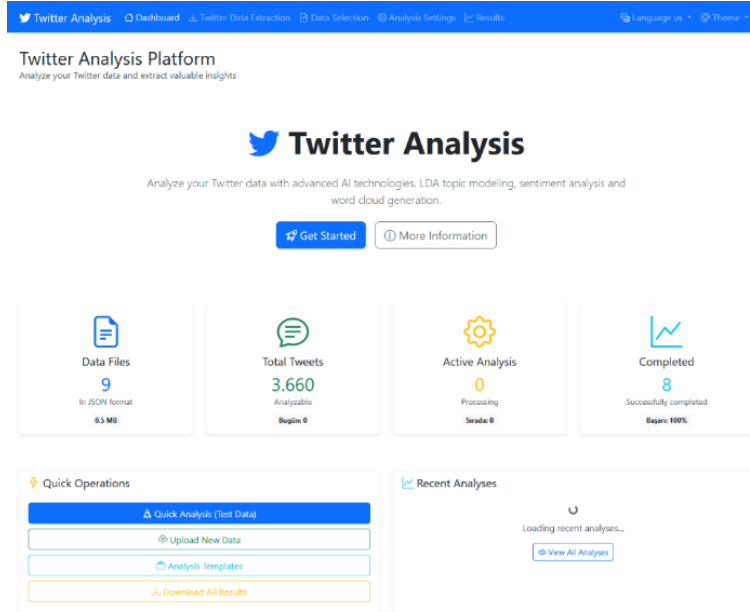 Twitter Analysis Dashboard Twitter Data Extraction Data Selection Analysis Settings Results Language us Theme
Twitter Analysis Platform
Analyze your Twitter data and extract valuable insights
Twitter Analysis
Analyze your Twitter data with advanced AI technologies. LDA topic modeling, sentiment analysis and
word cloud generation.
Get Started More Information
Data Files
9
In JSON format
0.5 MB
Total Tweets
3.660
Analyzable
Bugün: 0
Active Analysis
0
Processing
Sırada: 0
Completed
8
Successfully completed
Başarı: 100%
Quick Operations
Quick Analysis (Test Data)
Upload New Data
Analysis Templates
Download All Results
Recent Analyses
Loading recent analyses...
View All Analyses